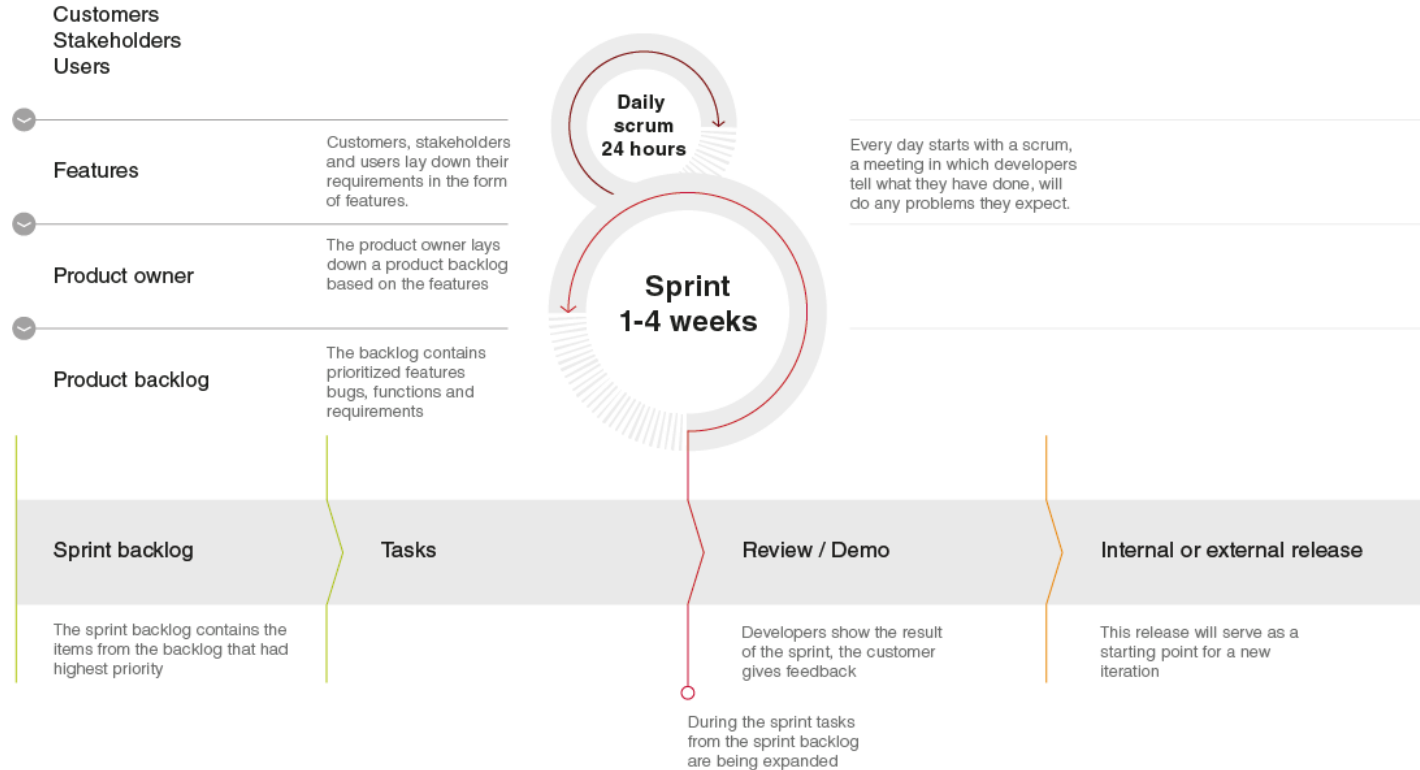 Customers
Stakeholders
Users
Daily
scrum
24 hours
Features
Customers, stakeholders
and users lay down their
requirements in the form
of features.
Every day starts with a scrum,
a meeting in which developers
tell what they have done, will
do any problems they expect.
Product owner
The product owner lays
down a product backlog
based on the features
Sprint
1-4 weeks
Product backlog
The backlog contains
prioritized features
bugs, functions and
requirements
Sprint backlog
Tasks
Review / Demo
Internal or external release
The sprint backlog contains the
items from the backlog that had
highest priority
Developers show the result
of the sprint, the customer
gives feedback
This release will serve as a
starting point for a new
iteration
During the sprint tasks
from the sprint backlog
are being expanded